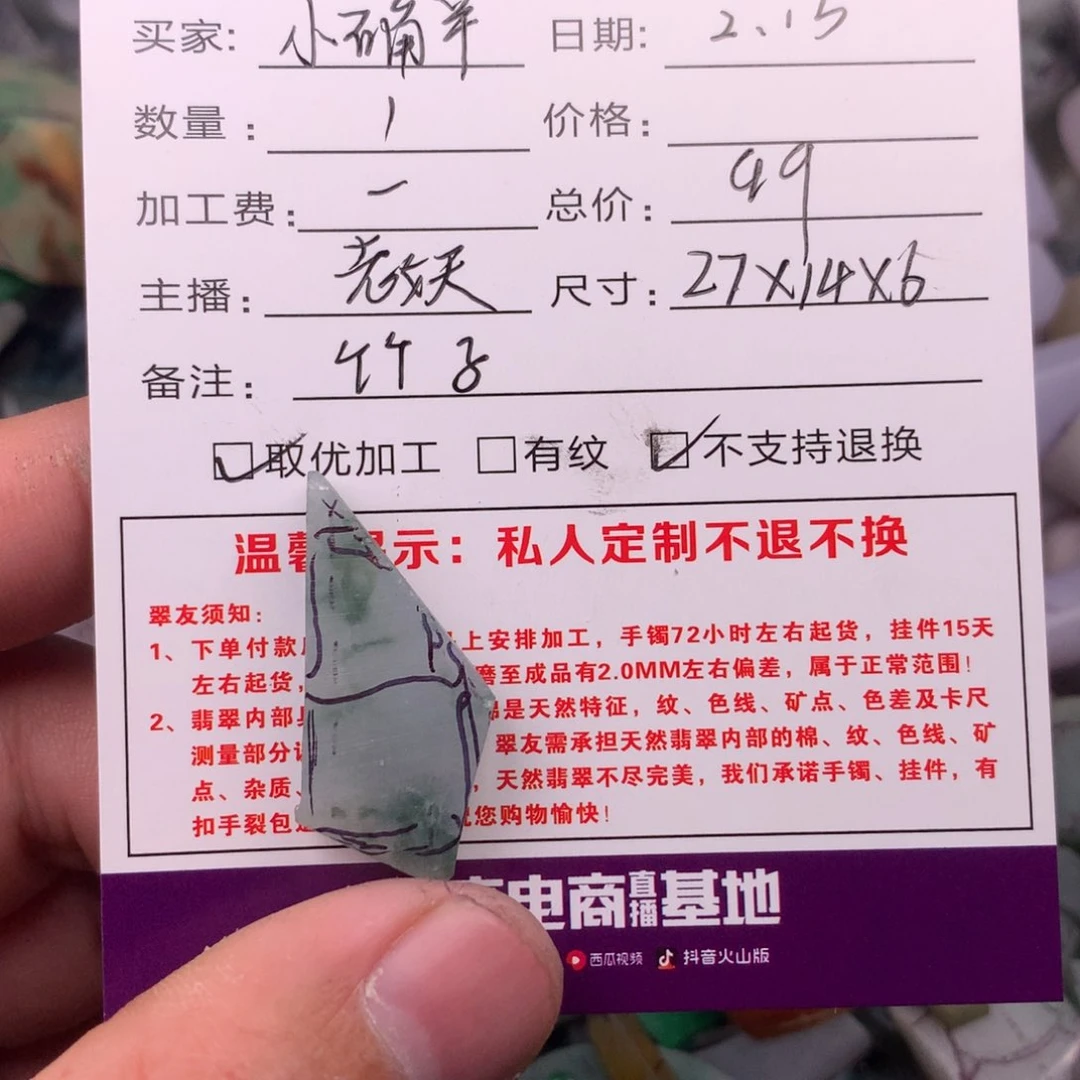 买家: 小确羊 日期: 2、15
数量: 1 价格:
加工费: 一 总价: 99
主播: 尺寸: 27X14X6
备注: 竹子
取优加工 有纹 不支持退换
温馨提示：私人定制不退不换
翠友须知:
1、下单付款 上安排加工，手镯72小时左右起货，挂件15天
左右起货， 磨至成品有2.0MM左右偏差，属于正常范围!
2、翡翠内部 棉是天然特征，纹、色线、矿点、色差及卡尺
测量部分 翠友需承担天然翡翠内部的棉、纹、色线、矿
点、杂质、 ，天然翡翠不尽完美，我们承诺手镯、挂件，有
扣手裂包 您购物愉快!
电商直播基地
西瓜视频 抖音火山版